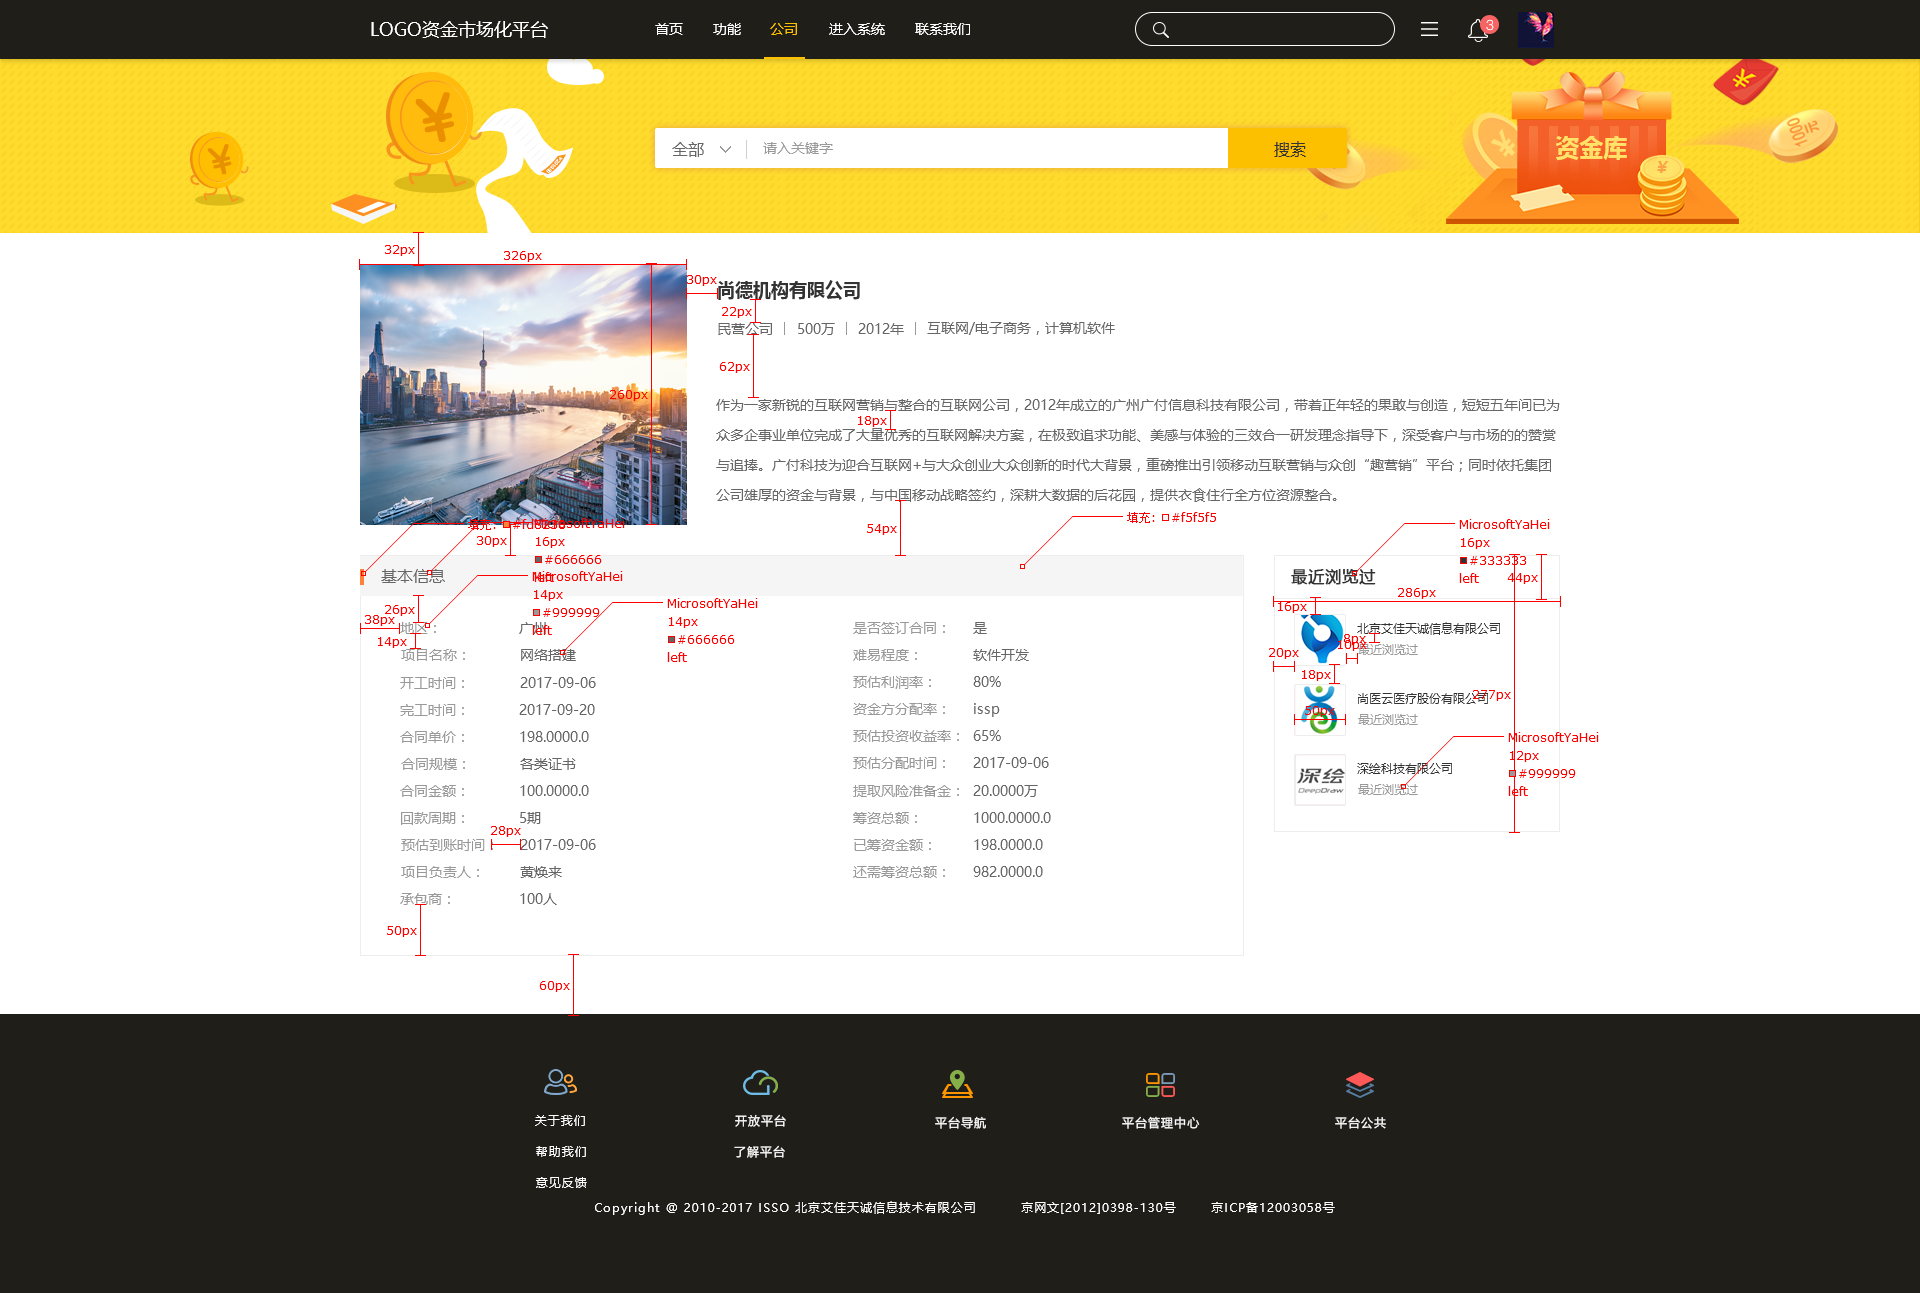 LOGO资金市场化平台
首页 功能 公司 进入系统 联系我们
3
全部 请入关键字 搜索
资金库
1000
32px
326px
30px
尚德机构有限公司
22px
民营公司 500万 2012年 互联网/电子商务，计算机软件
62px
260px
作为一家新锐的互联网营销与整合的互联网公司，2012年成立的广州广付信息科技有限公司，带着正年轻的果敢与创造，短短五年间已为
18px
众多企事业单位完成了大量优秀的互联网解决方案，在极致追求功能、美感与体验的三效合一研发理念指导下，深受客户与市场的的赞赏
与追捧。广付科技为迎合互联网+与大众创业大众创新的时代大背景，重磅推出引领移动互联营销与众创“趣营销”平台；同时依托集团
公司雄厚的资金与背景，与中国移动战略签约，深耕大数据的后花园，提供衣食住行全方位资源整合。
54px
填充: #f5f5f5
填充:
MicrosoftYaHei
30px
16px
#666666
left
基本信息
MicrosoftYaHei
14px
#999999
left
MicrosoftYaHei
14px
#666666
left
26px
38px
14px
地区： 广州
项目名称： 网络搭建
开工时间： 2017-09-06
完工时间： 2017-09-20
合同单价： 198.0000.0
合同规模： 各类证书
合同金额： 100.0000.0
回款周期： 5期
28px
预估到账时间： 2017-09-06
项目负责人： 黄焕来
承包商： 100人
50px
60px
是否签订合同： 是
难易程度： 软件开发
预估利润率： 80%
资金方分配率： issp
预估投资收益率： 65%
预估分配时间： 2017-09-06
提取风险准备金： 20.0000万
筹资总额： 1000.0000.0
已筹资金额： 198.0000.0
还需筹资总额： 982.0000.0
MicrosoftYaHei
16px
#333333
left
44px
最近浏览过
286px
16px
北京艾佳天诚信息有限公司
8px
10px
最近浏览过
20px
18px
277px
尚医云医疗股份有限公司
50px
最近浏览过
MicrosoftYaHei
12px
#999999
left
深绘
DeepDraw
深绘科技有限公司
最近浏览过
关于我们 开放平台 平台导航 平台管理中心 平台公共
帮助我们 了解平台
意见反馈
Copyright @ 2010-2017 ISSO 北京艾佳天诚信息技术有限公司 京网文[2012]0398-130号 京ICP备12003058号